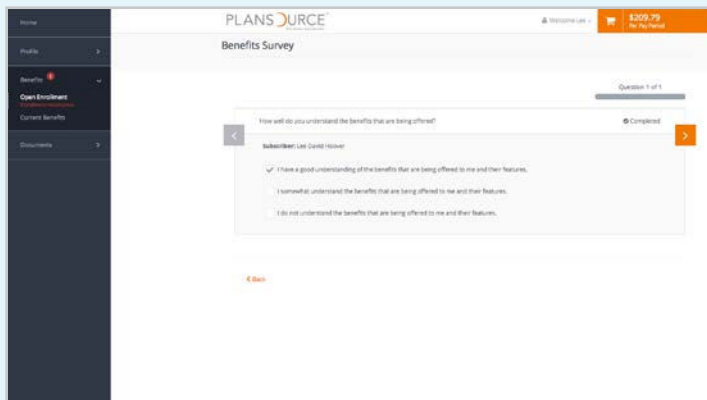 Home
PLANSOURCE
Welcome Lee
$209.79
Per Pay Period
Profile
Benefits Survey
Benefits
Open Enrollment
Current Benefits
Documents
Question 1 of 1
How well do you understand the benefits that are being offered?
Completed
Subscriber: Lee David Hoover
I have a good understanding of the benefits that are being offered to me and their features.
I somewhat understand the benefits that are being offered to me and their features.
I do not understand the benefits that are being offered to me and their features.
Back